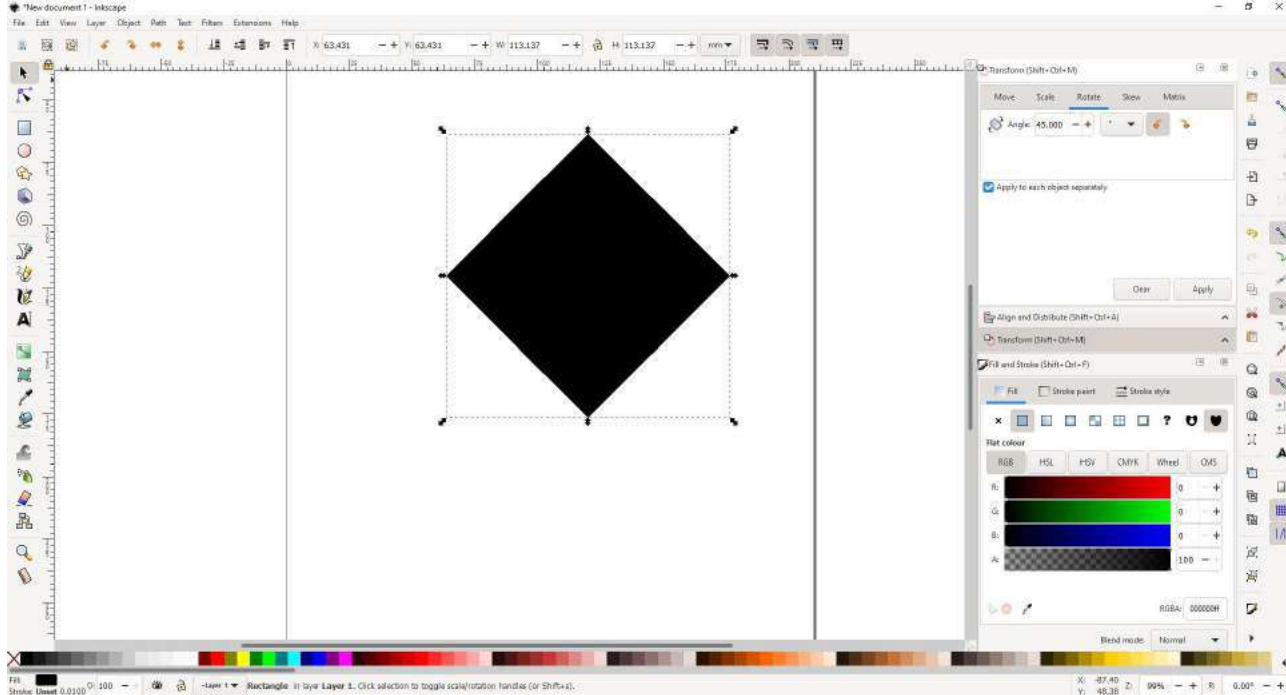 *New document 1 - Inkscape
File Edit View Layer Object Path Text Filters Extensions Help
X: 63.431 − + Y: 63.431 − + W: 113.137 − + H: 113.137 − + mm
Transform (Shift+Ctrl+M)
Move Scale Rotate Skew Matrix
Angle: 45.000 − + °
Apply to each object separately
Clear Apply
Align and Distribute (Shift+Ctrl+A)
Transform (Shift+Ctrl+M)
Fill and Stroke (Shift+Ctrl+F)
Fill Stroke paint Stroke style
Flat colour
RGB HSL HSV CMYK Wheel CMS
R: 0 +
G: 0 +
B: 0 +
A: 100 −
RGBA: 000000ff
Blend mode: Normal
Fill O: 100 − Layer 1 Rectangle in layer Layer 1. Click selection to toggle scale/rotation handles (or Shift+s). X: -87.40 Z: 99% − + R: 0.00° − +
Stroke: Unset 0.0100 Y: 48.38